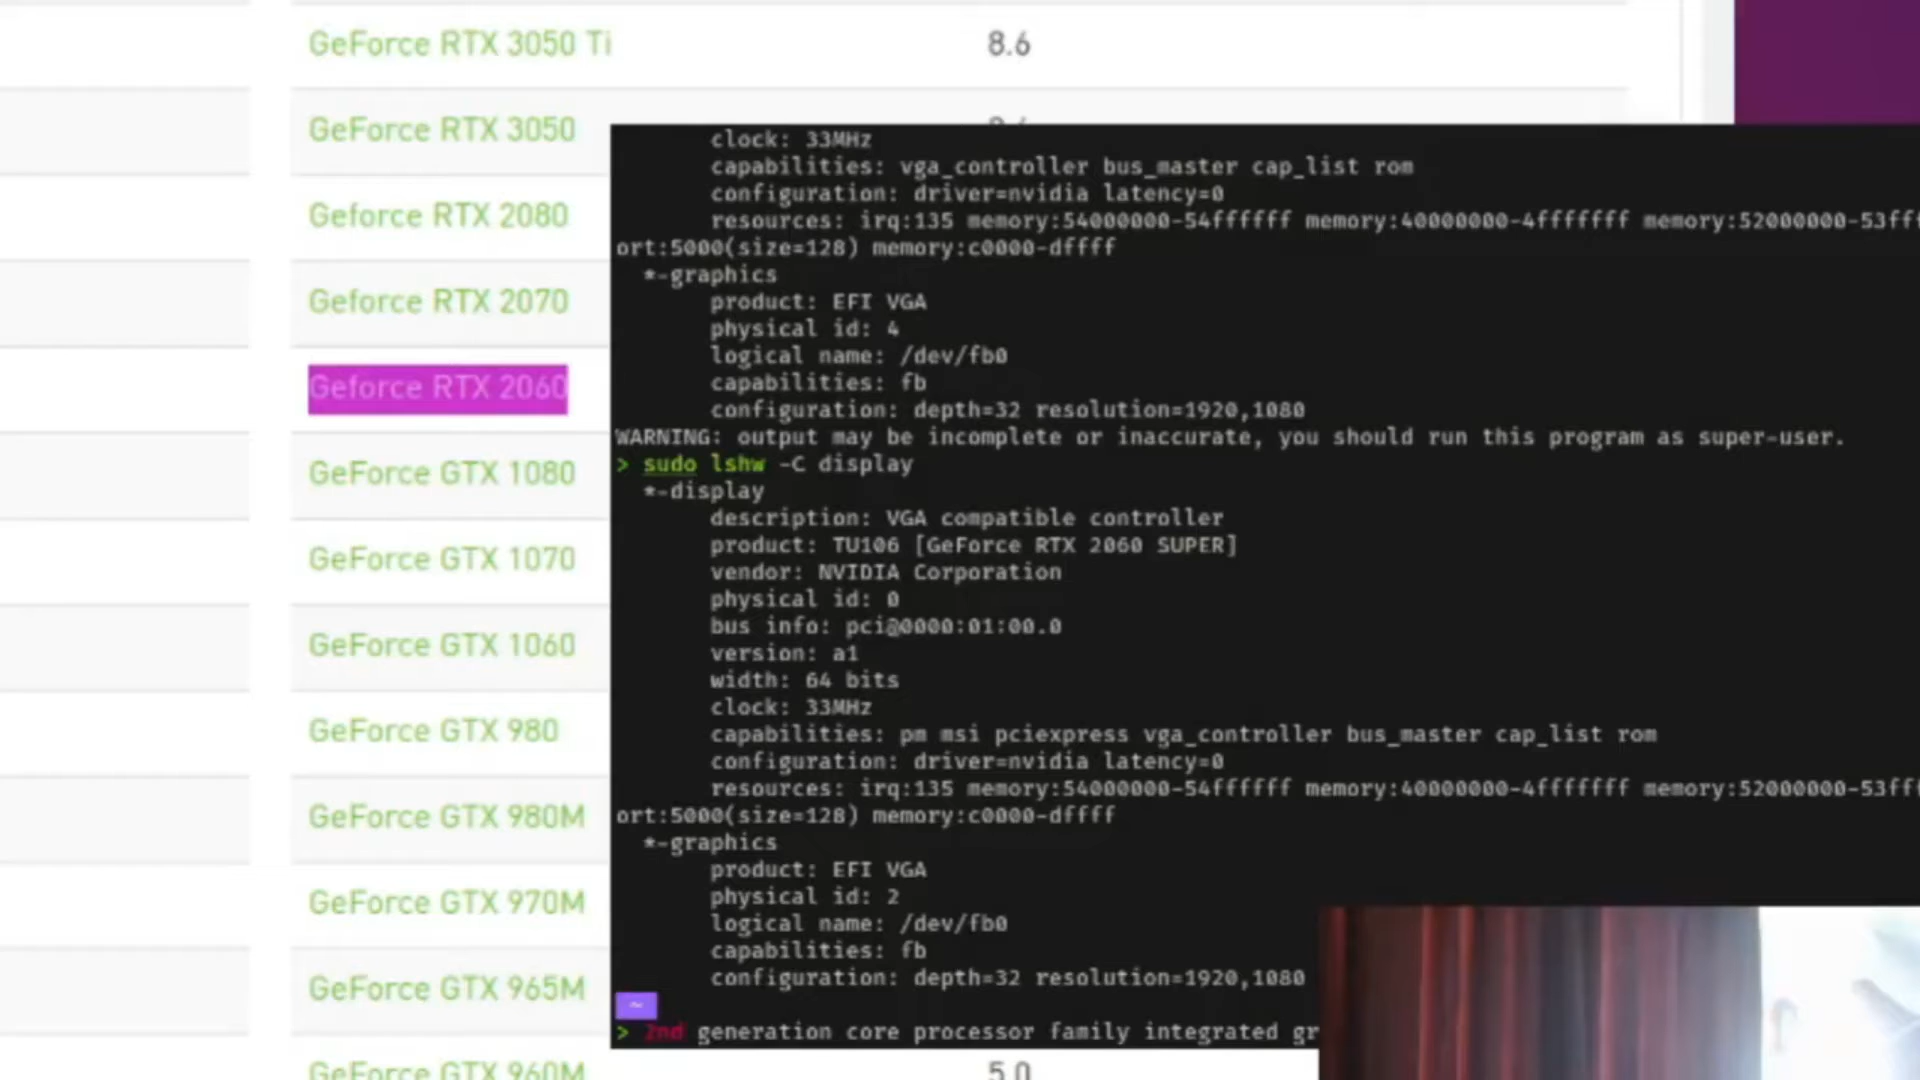 GeForce RTX 3050 Ti
8.6
GeForce RTX 3050
Geforce RTX 2080
Geforce RTX 2070
Geforce RTX 2060
GeForce GTX 1080
GeForce GTX 1070
GeForce GTX 1060
GeForce GTX 980
GeForce GTX 980M
GeForce GTX 970M
GeForce GTX 965M
GeForce GTX 960M
5.0
clock: 33MHz
capabilities: vga_controller bus_master cap_list rom
configuration: driver=nvidia latency=0
resources: irq:135 memory:54000000-54ffffff memory:40000000-4fffffff memory:52000000-53fff
ort:5000(size=128) memory:c0000-dffff
*-graphics
product: EFI VGA
physical id: 4
logical name: /dev/fb0
capabilities: fb
configuration: depth=32 resolution=1920,1080
WARNING: output may be incomplete or inaccurate, you should run this program as super-user.
> sudo lshw -C display
*-display
description: VGA compatible controller
product: TU106 [GeForce RTX 2060 SUPER]
vendor: NVIDIA Corporation
physical id: 0
bus info: pci@0000:01:00.0
version: a1
width: 64 bits
clock: 33MHz
capabilities: pm msi pciexpress vga_controller bus_master cap_list rom
configuration: driver=nvidia latency=0
resources: irq:135 memory:54000000-54ffffff memory:40000000-4fffffff memory:52000000-53fff
ort:5000(size=128) memory:c0000-dffff
*-graphics
product: EFI VGA
physical id: 2
logical name: /dev/fb0
capabilities: fb
configuration: depth=32 resolution=1920,1080
~
> 2nd generation core processor family integrated gr